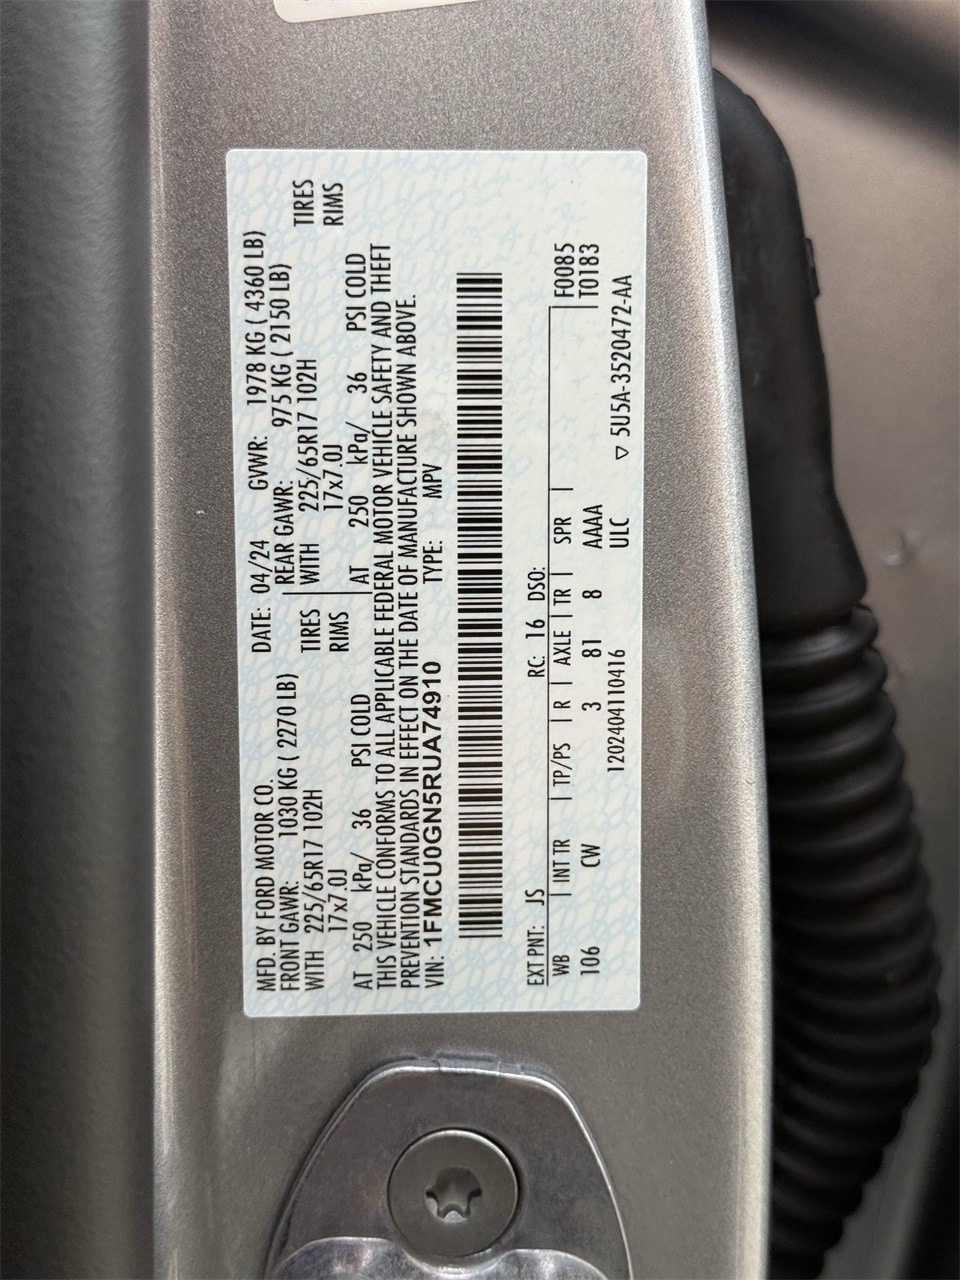 MFD. BY FORD MOTOR CO.
DATE: 04/24 GVWR: 1978 KG ( 4360 LB)
FRONT GAWR: 1030 KG ( 2270 LB)
REAR GAWR: 975 KG ( 2150 LB)
WITH 225/65R17 102H TIRES
WITH 225/65R17 102H TIRES
17x7.0J RIMS
17x7.0J RIMS
AT 250 kPa/ 36 PSI COLD
AT 250 kPa/ 36 PSI COLD
THIS VEHICLE CONFORMS TO ALL APPLICABLE FEDERAL MOTOR VEHICLE SAFETY AND THEFT
PREVENTION STANDARDS IN EFFECT ON THE DATE OF MANUFACTURE SHOWN ABOVE.
VIN: 1FMCU0GN5RUA74910 TYPE: MPV
EXT PNT: JS RC: 16 DSO:
WB INT TR TP/PS R AXLE TR SPR F0085
106 CW 3 81 8 AAAA T0183
1202404110416 ULC ▽ 5U5A-3520472-AA